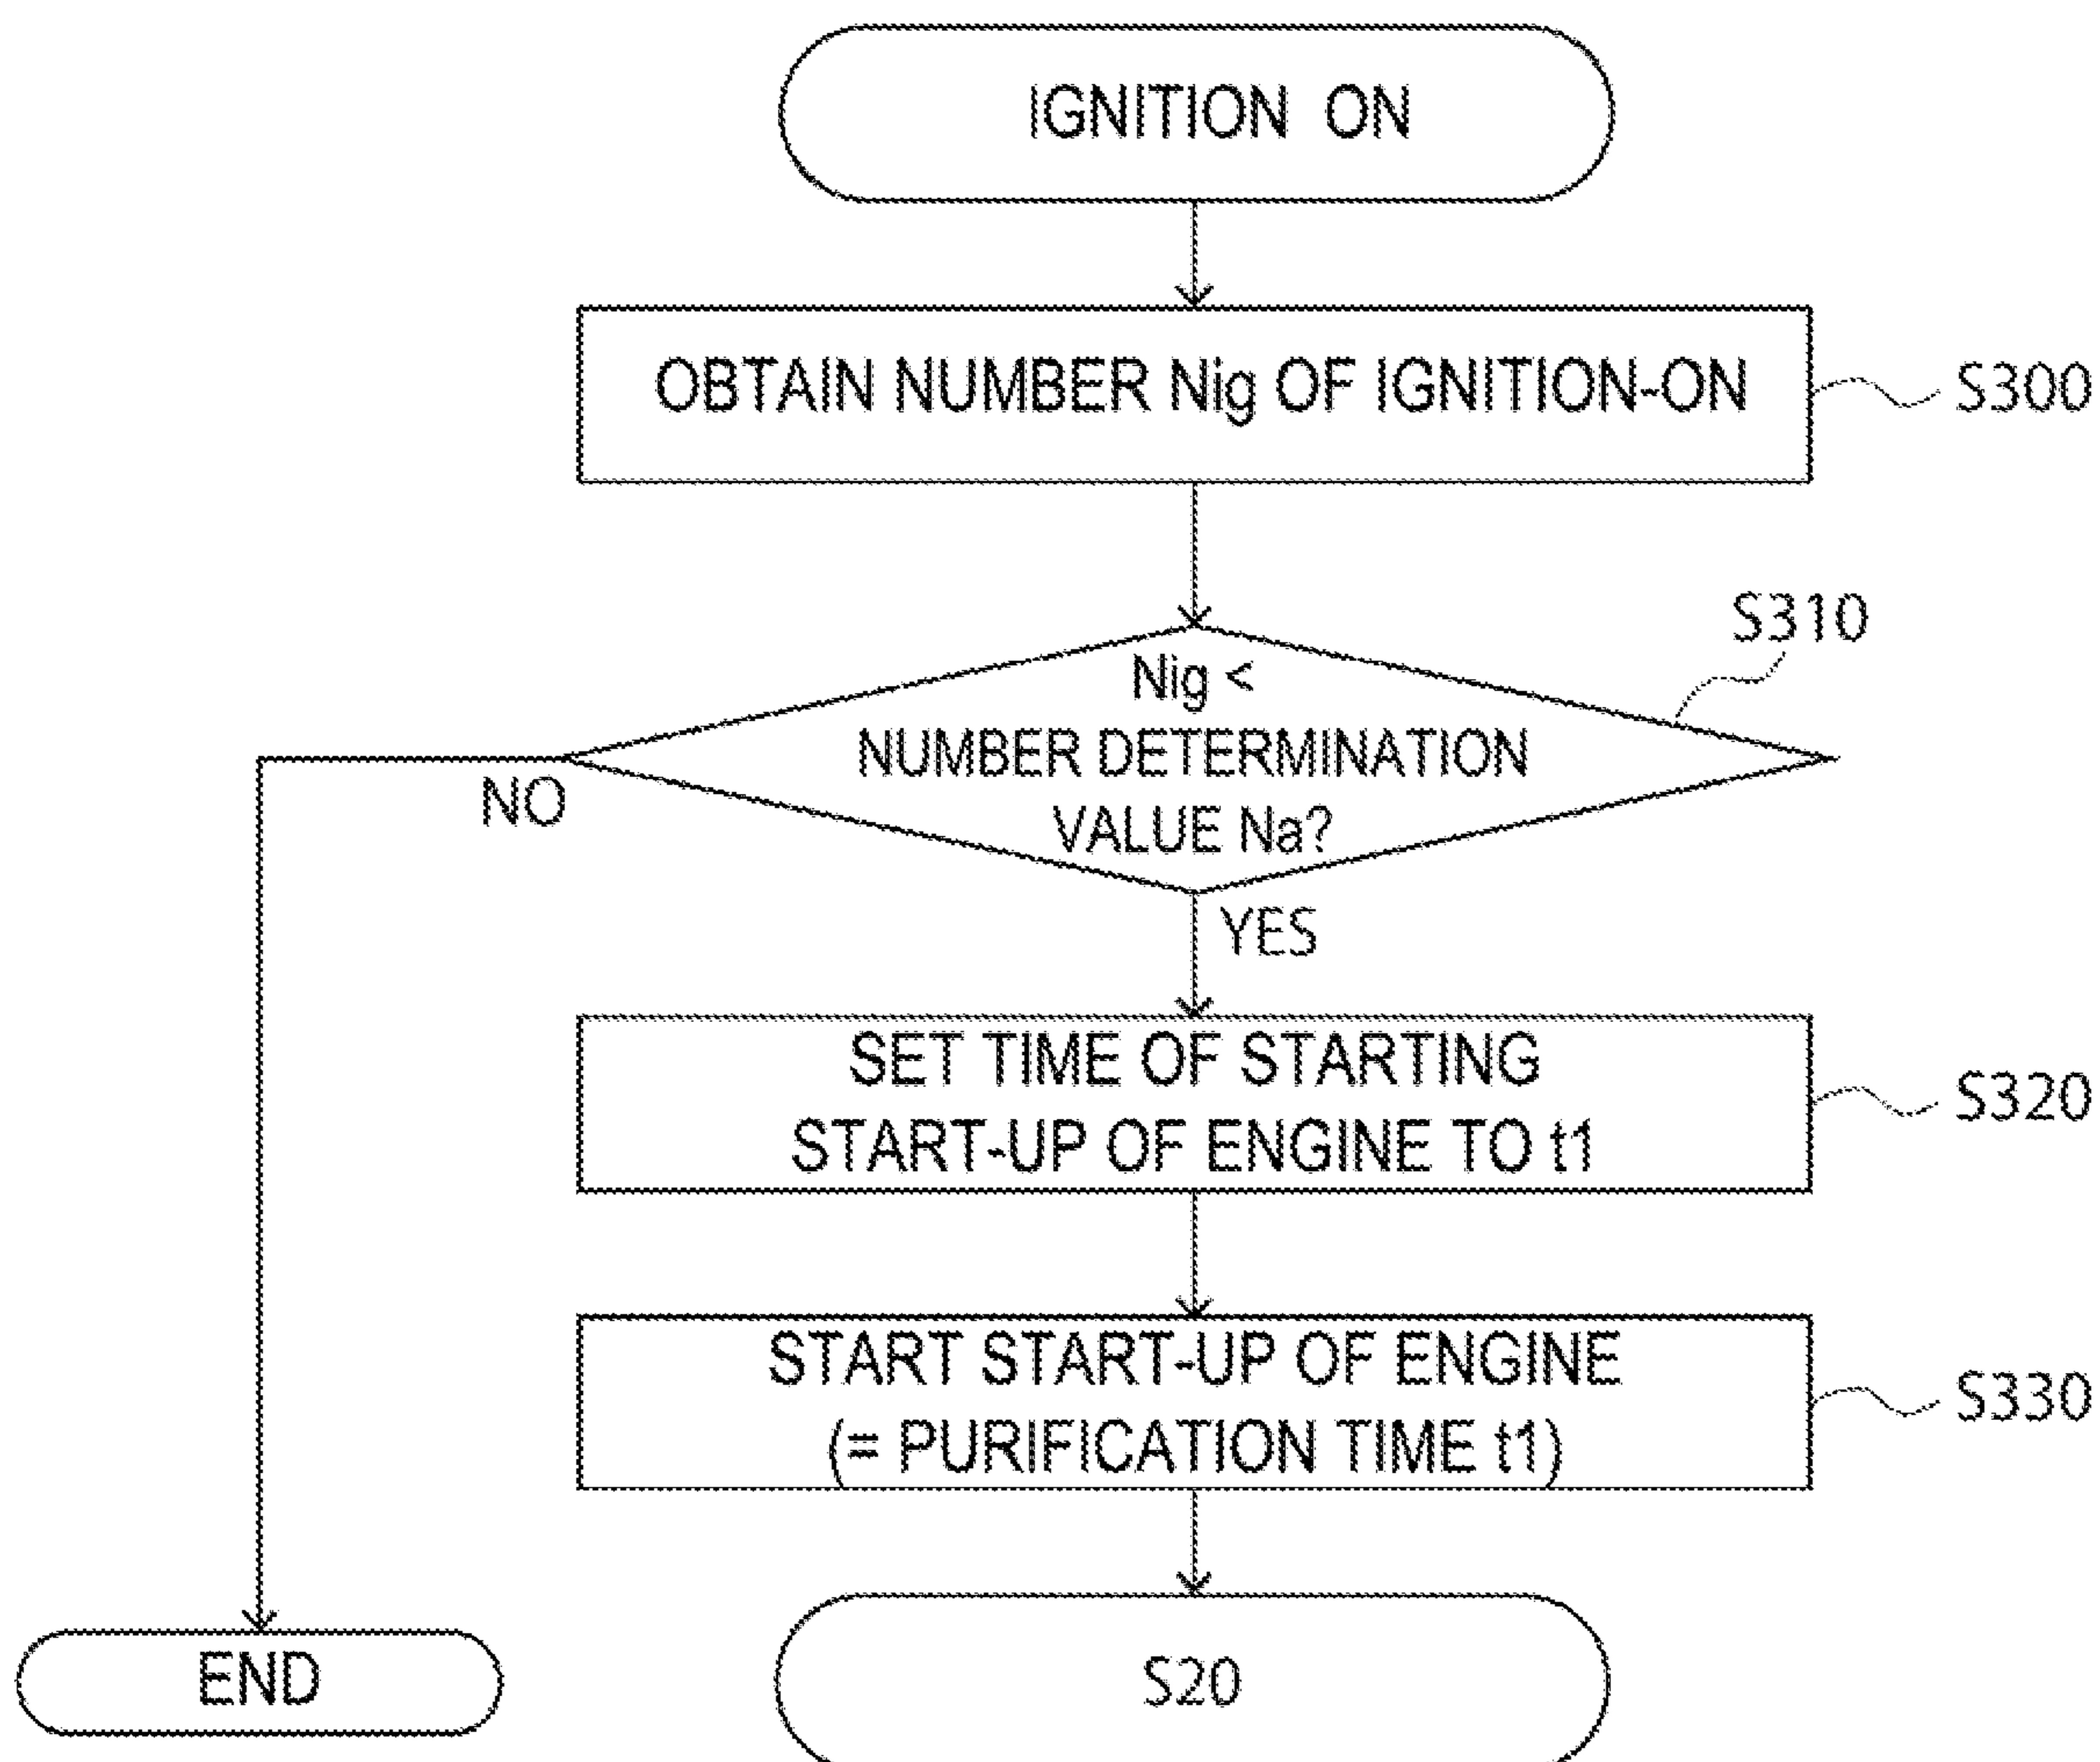 IGNITION ON
OBTAIN NUMBER Nig OF IGNITION-ON
S300
S310
Nig <
NUMBER DETERMINATION
VALUE Na?
NO
YES
SET TIME OF STARTING
START-UP OF ENGINE TO t1
S320
START START-UP OF ENGINE
(= PURIFICATION TIME t1)
S330
END
S20